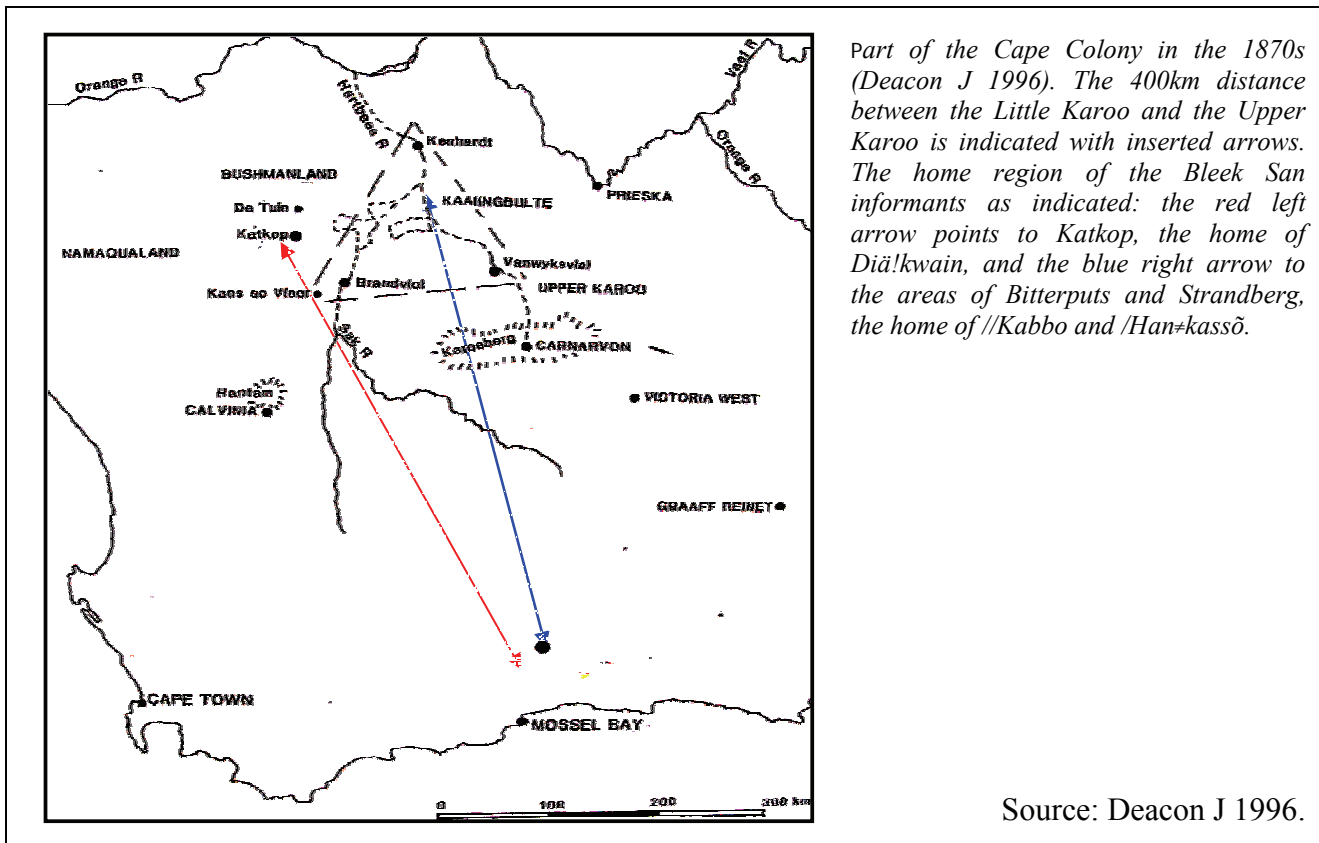 Orange R
Hartbees R
Vaal R
Orange R
Kenhardt
BUSHMANLAND
PRIESKA
De Tuin
KAAIINGBULTE
Katkop
NAMAQUALAND
Vanwyksvlei
Brandvlei
UPPER KAROO
Sak R
Kareeberg
CARNARVON
Hantam
CALVINIA
VICTORIA WEST
GRAAFF REINET
CAPE TOWN
MOSSEL BAY
0 100 200 300 km
Part of the Cape Colony in the 1870s
(Deacon J 1996). The 400km distance
between the Little Karoo and the Upper
Karoo is indicated with inserted arrows.
The home region of the Bleek San
informants as indicated: the red left
arrow points to Katkop, the home of
Diä!kwain, and the blue right arrow to
the areas of Bitterputs and Strandberg,
the home of //Kabbo and /Han≠kassõ.
Source: Deacon J 1996.